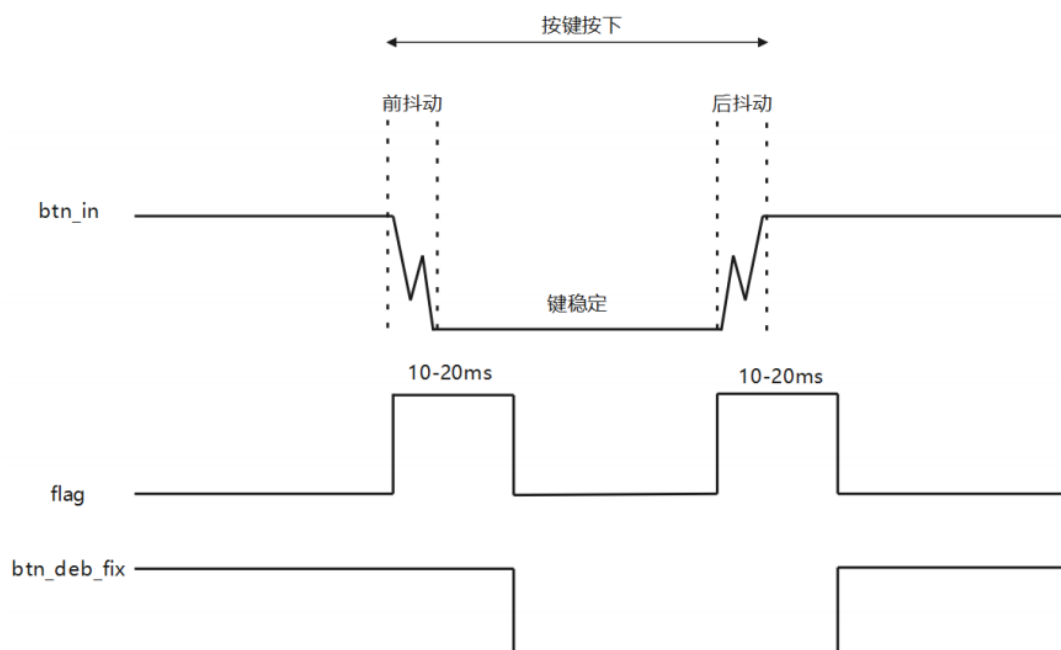 按键按下
前抖动
后抖动
btn_in
键稳定
10-20ms
10-20ms
flag
btn_deb_fix